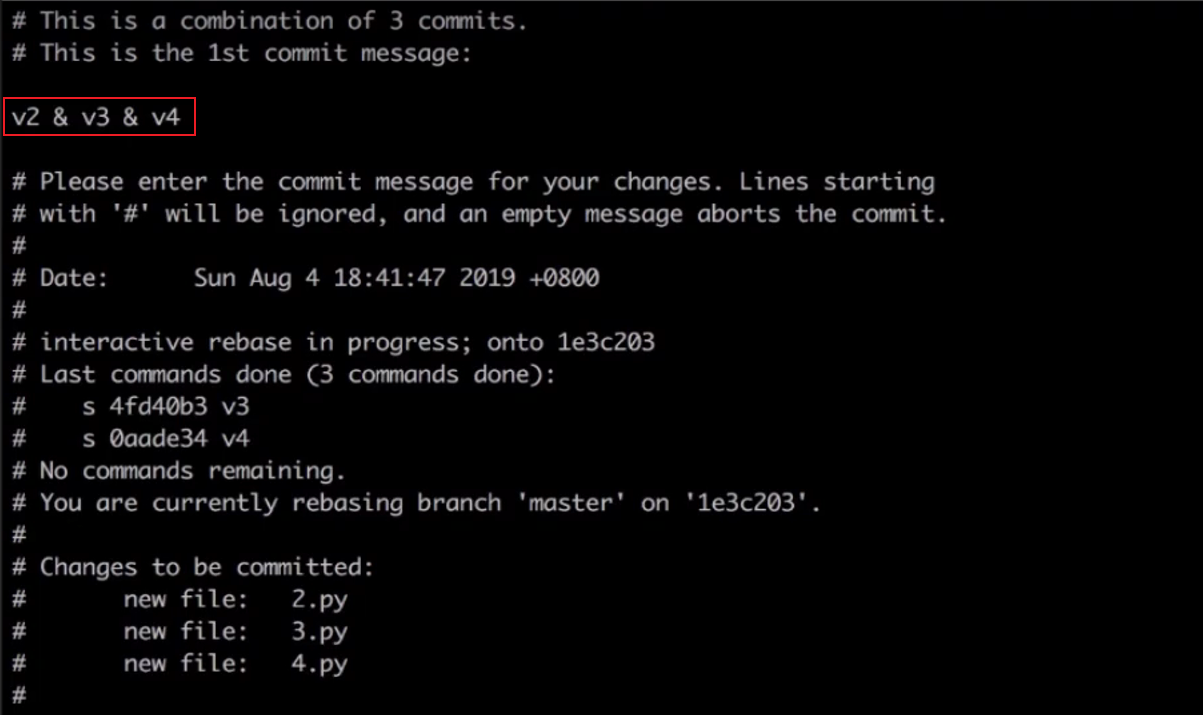 # This is a combination of 3 commits.
# This is the 1st commit message:
v2 & v3 & v4
# Please enter the commit message for your changes. Lines starting
# with '#' will be ignored, and an empty message aborts the commit.
#
# Date:      Sun Aug 4 18:41:47 2019 +0800
#
# interactive rebase in progress; onto 1e3c203
# Last commands done (3 commands done):
#    s 4fd40b3 v3
#    s 0aade34 v4
# No commands remaining.
# You are currently rebasing branch 'master' on '1e3c203'.
#
# Changes to be committed:
#       new file:   2.py
#       new file:   3.py
#       new file:   4.py
#